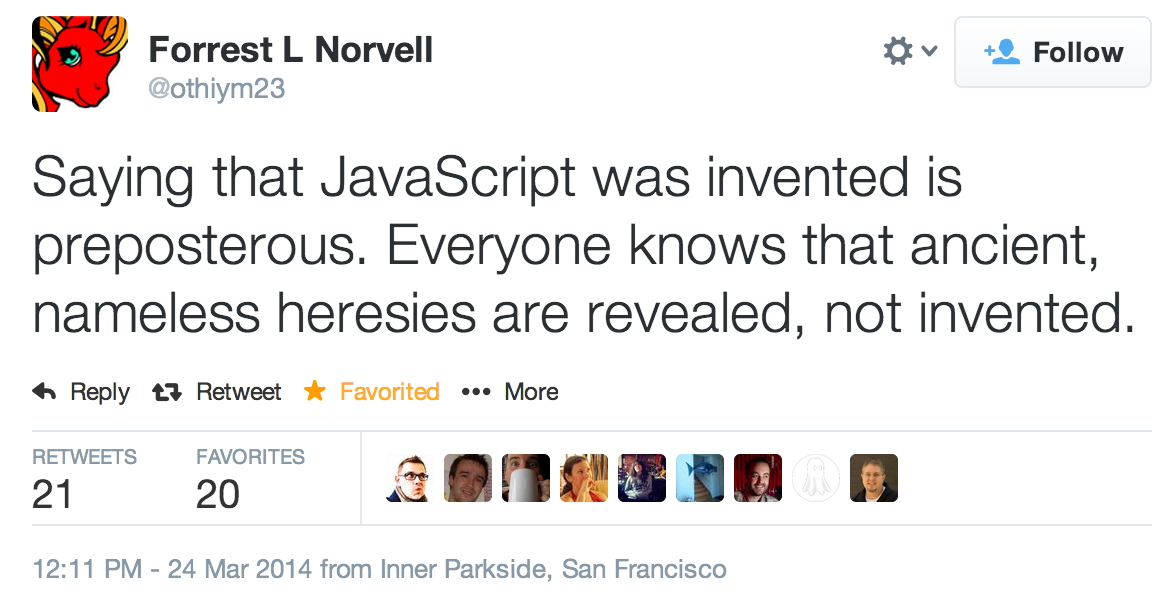 Forrest L Norvell
@othiym23
Follow
Saying that JavaScript was invented is
preposterous. Everyone knows that ancient,
nameless heresies are revealed, not invented.
Reply Retweet Favorited More
RETWEETS FAVORITES
21 20
12:11 PM - 24 Mar 2014 from Inner Parkside, San Francisco